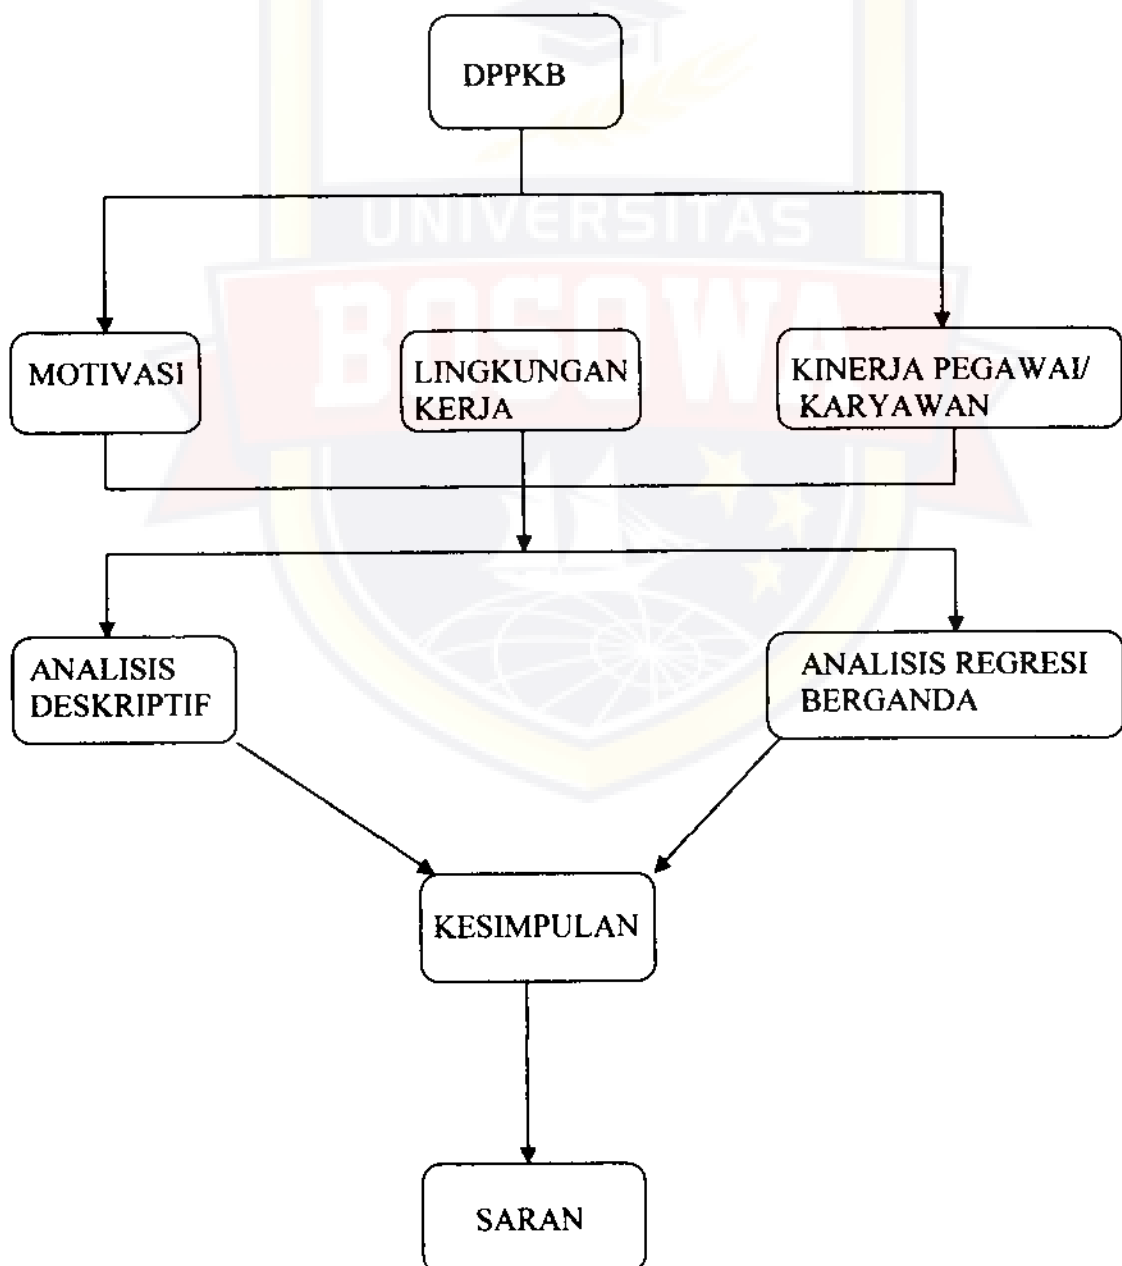 DPPKB
UNIVERSITAS
BOSOWA
MOTIVASI
LINGKUNGAN
KERJA
KINERJA PEGAWAI/
KARYAWAN
ANALISIS
DESKRIPTIF
ANALISIS REGRESI
BERGANDA
KESIMPULAN
SARAN